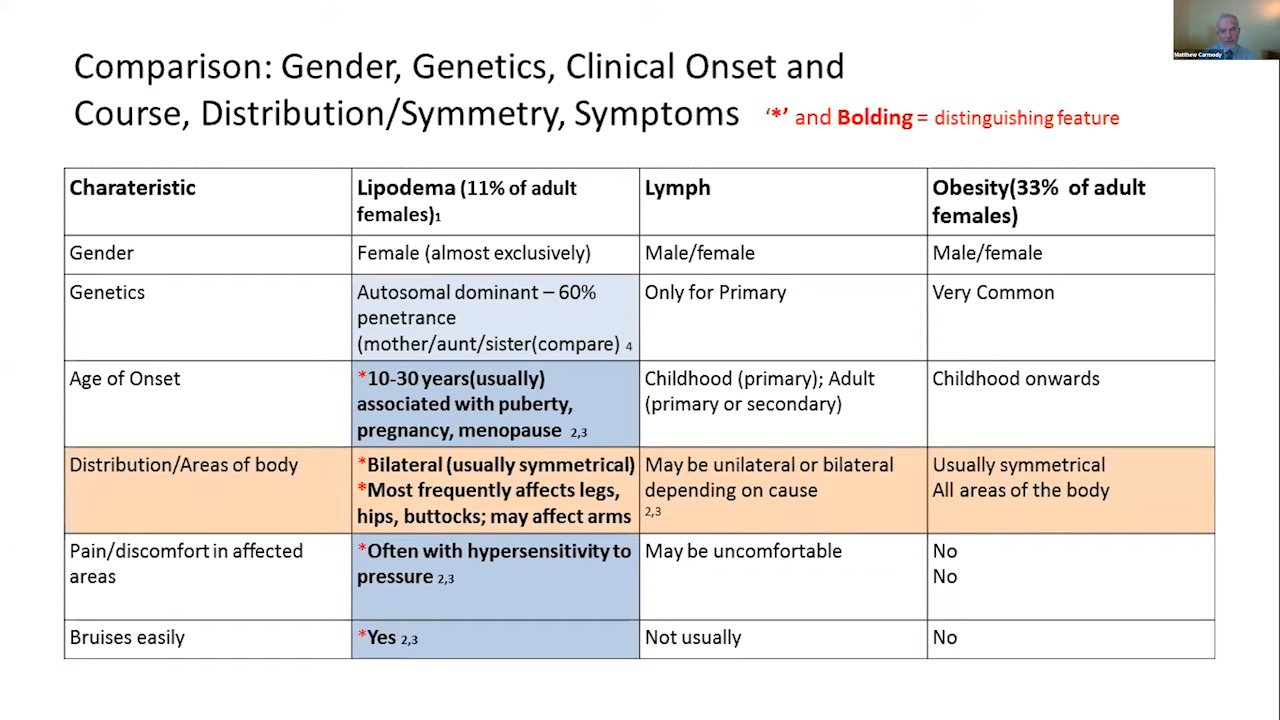 Matthew Carmody
Comparison: Gender, Genetics, Clinical Onset and
Course, Distribution/Symmetry, Symptoms ‘*’ and Bolding = distinguishing feature
Charateristic
Lipodema (11% of adult
females)1
Lymph
Obesity(33% of adult
females)
Gender
Female (almost exclusively)
Male/female
Male/female
Genetics
Autosomal dominant – 60%
penetrance
(mother/aunt/sister(compare) 4
Only for Primary
Very Common
Age of Onset
*10-30 years(usually)
associated with puberty,
pregnancy, menopause 2,3
Childhood (primary); Adult
(primary or secondary)
Childhood onwards
Distribution/Areas of body
*Bilateral (usually symmetrical)
*Most frequently affects legs,
hips, buttocks; may affect arms
May be unilateral or bilateral
depending on cause
2,3
Usually symmetrical
All areas of the body
Pain/discomfort in affected
areas
*Often with hypersensitivity to
pressure 2,3
May be uncomfortable
No
No
Bruises easily
*Yes 2,3
Not usually
No